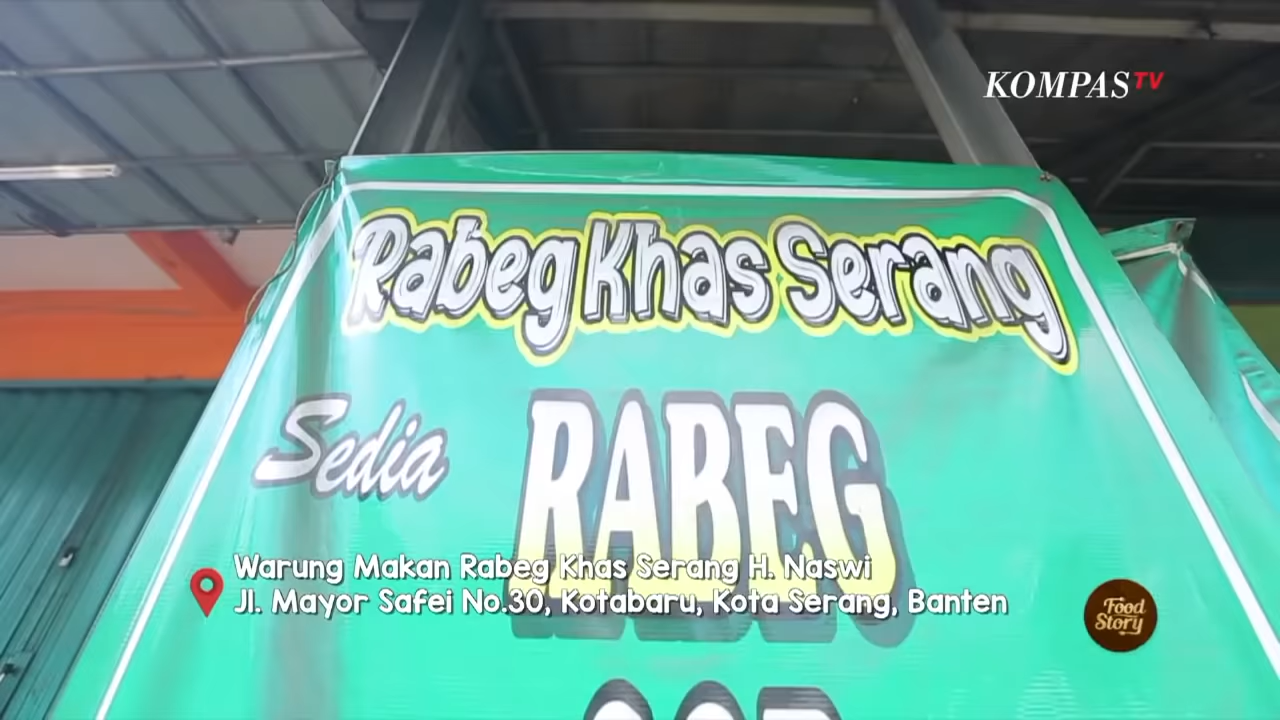 KOMPAS TV
Rabeg Khas Serang
Sedia
RABEG
Warung Makan Rabeg Khas Serang H. Naswi
Jl. Mayor Safei No.30, Kotabaru, Kota Serang, Banten
Food
Story